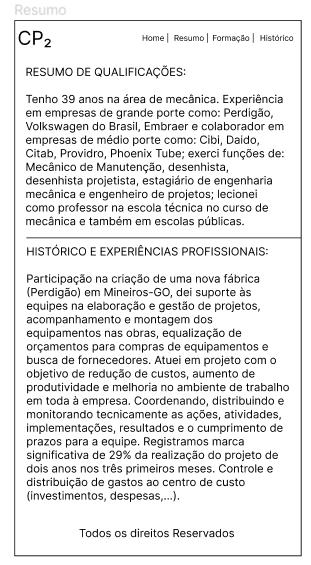 Resumo
CP₂
Home | Resumo | Formação | Histórico
RESUMO DE QUALIFICAÇÕES:
Tenho 39 anos na área de mecânica. Experiência
em empresas de grande porte como: Perdigão,
Volkswagen do Brasil, Embraer e colaborador em
empresas de médio porte como: Cibi, Daido,
Citab, Providro, Phoenix Tube; exerci funções de:
Mecânico de Manutenção, desenhista,
desenhista projetista, estagiário de engenharia
mecânica e engenheiro de projetos; lecionei
como professor na escola técnica no curso de
mecânica e também em escolas públicas.
HISTÓRICO E EXPERIÊNCIAS PROFISSIONAIS:
Participação na criação de uma nova fábrica
(Perdigão) em Mineiros-GO, dei suporte às
equipes na elaboração e gestão de projetos,
acompanhamento e montagem dos
equipamentos nas obras, equalização de
orçamentos para compras de equipamentos e
busca de fornecedores. Atuei em projeto com o
objetivo de redução de custos, aumento de
produtividade e melhoria no ambiente de trabalho
em toda à empresa. Coordenando, distribuindo e
monitorando tecnicamente as ações, atividades,
implementações, resultados e o cumprimento de
prazos para a equipe. Registramos marca
significativa de 29% da realização do projeto de
dois anos nos três primeiros meses. Controle e
distribuição de gastos ao centro de custo
(investimentos, despesas,...).
Todos os direitos Reservados